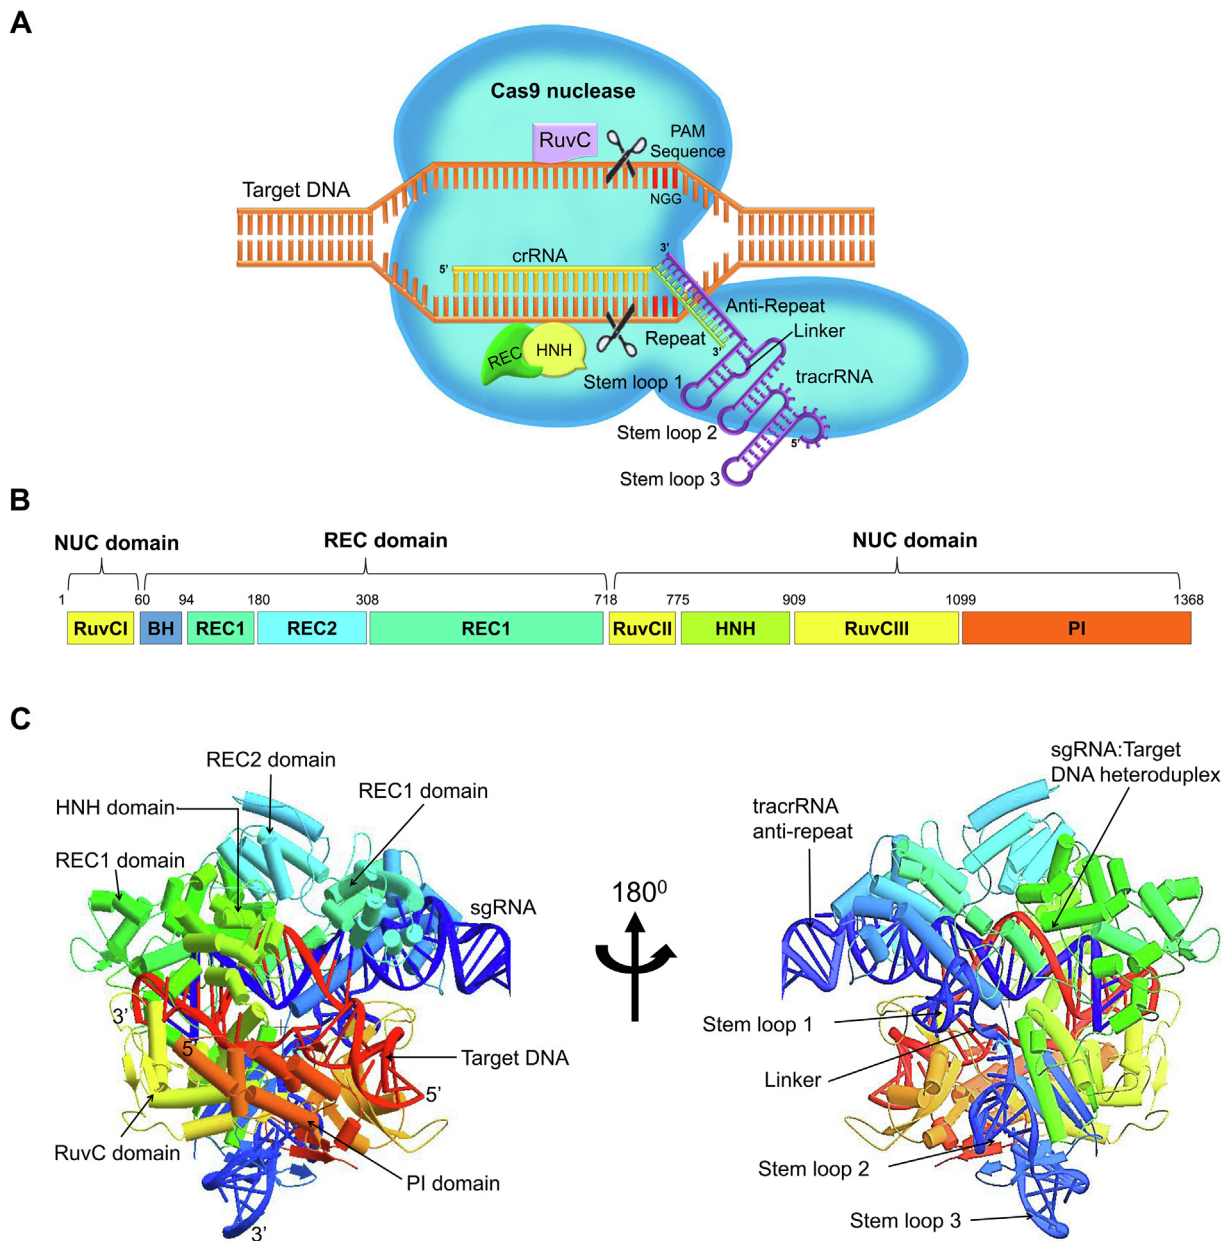 A
Cas9 nuclease
RuvC
PAM
Sequence
Target DNA
NGG
crRNA
5’
3’
Anti-Repeat
Linker
REC
HNH
Repeat
3’
Stem loop 1
tracrRNA
Stem loop 2
5’
Stem loop 3
B
NUC domain
REC domain
NUC domain
1 60 94 180 308 718 775 909 1099 1368
RuvCI BH REC1 REC2 REC1 RuvCII HNH RuvCIII PI
C
REC2 domain
HNH domain
REC1 domain
REC1 domain
sgRNA
3’
5’
Target DNA
5’
RuvC domain
PI domain
3’
180⁰
sgRNA:Target
DNA heteroduplex
tracrRNA
anti-repeat
Stem loop 1
Linker
Stem loop 2
Stem loop 3